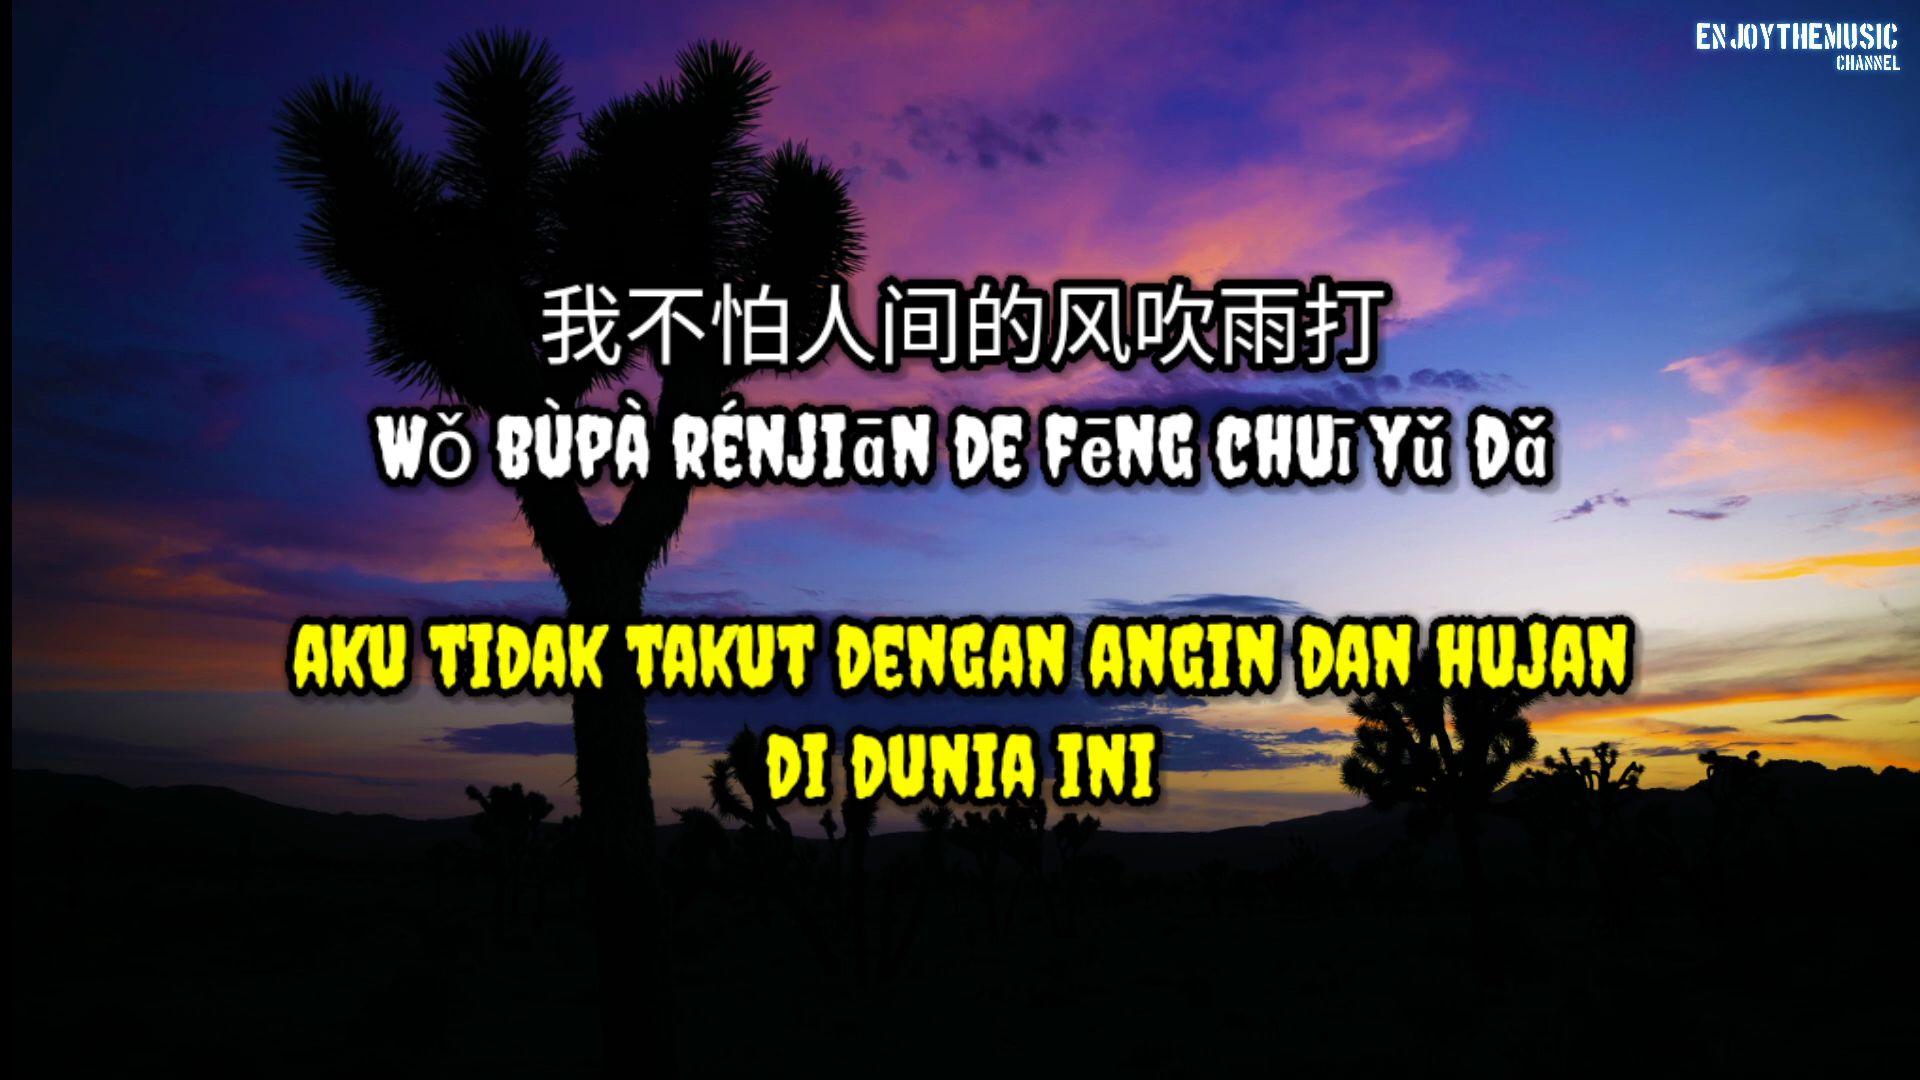 ENJOYTHEMUSIC
CHANNEL
我不怕人间的风吹雨打
WǑ BÙPÀ RÉNJIāN DE FēNG CHUī Yǔ Dǎ
AKU TIDAK TAKUT DENGAN ANGIN DAN HUJAN
DI DUNIA INI